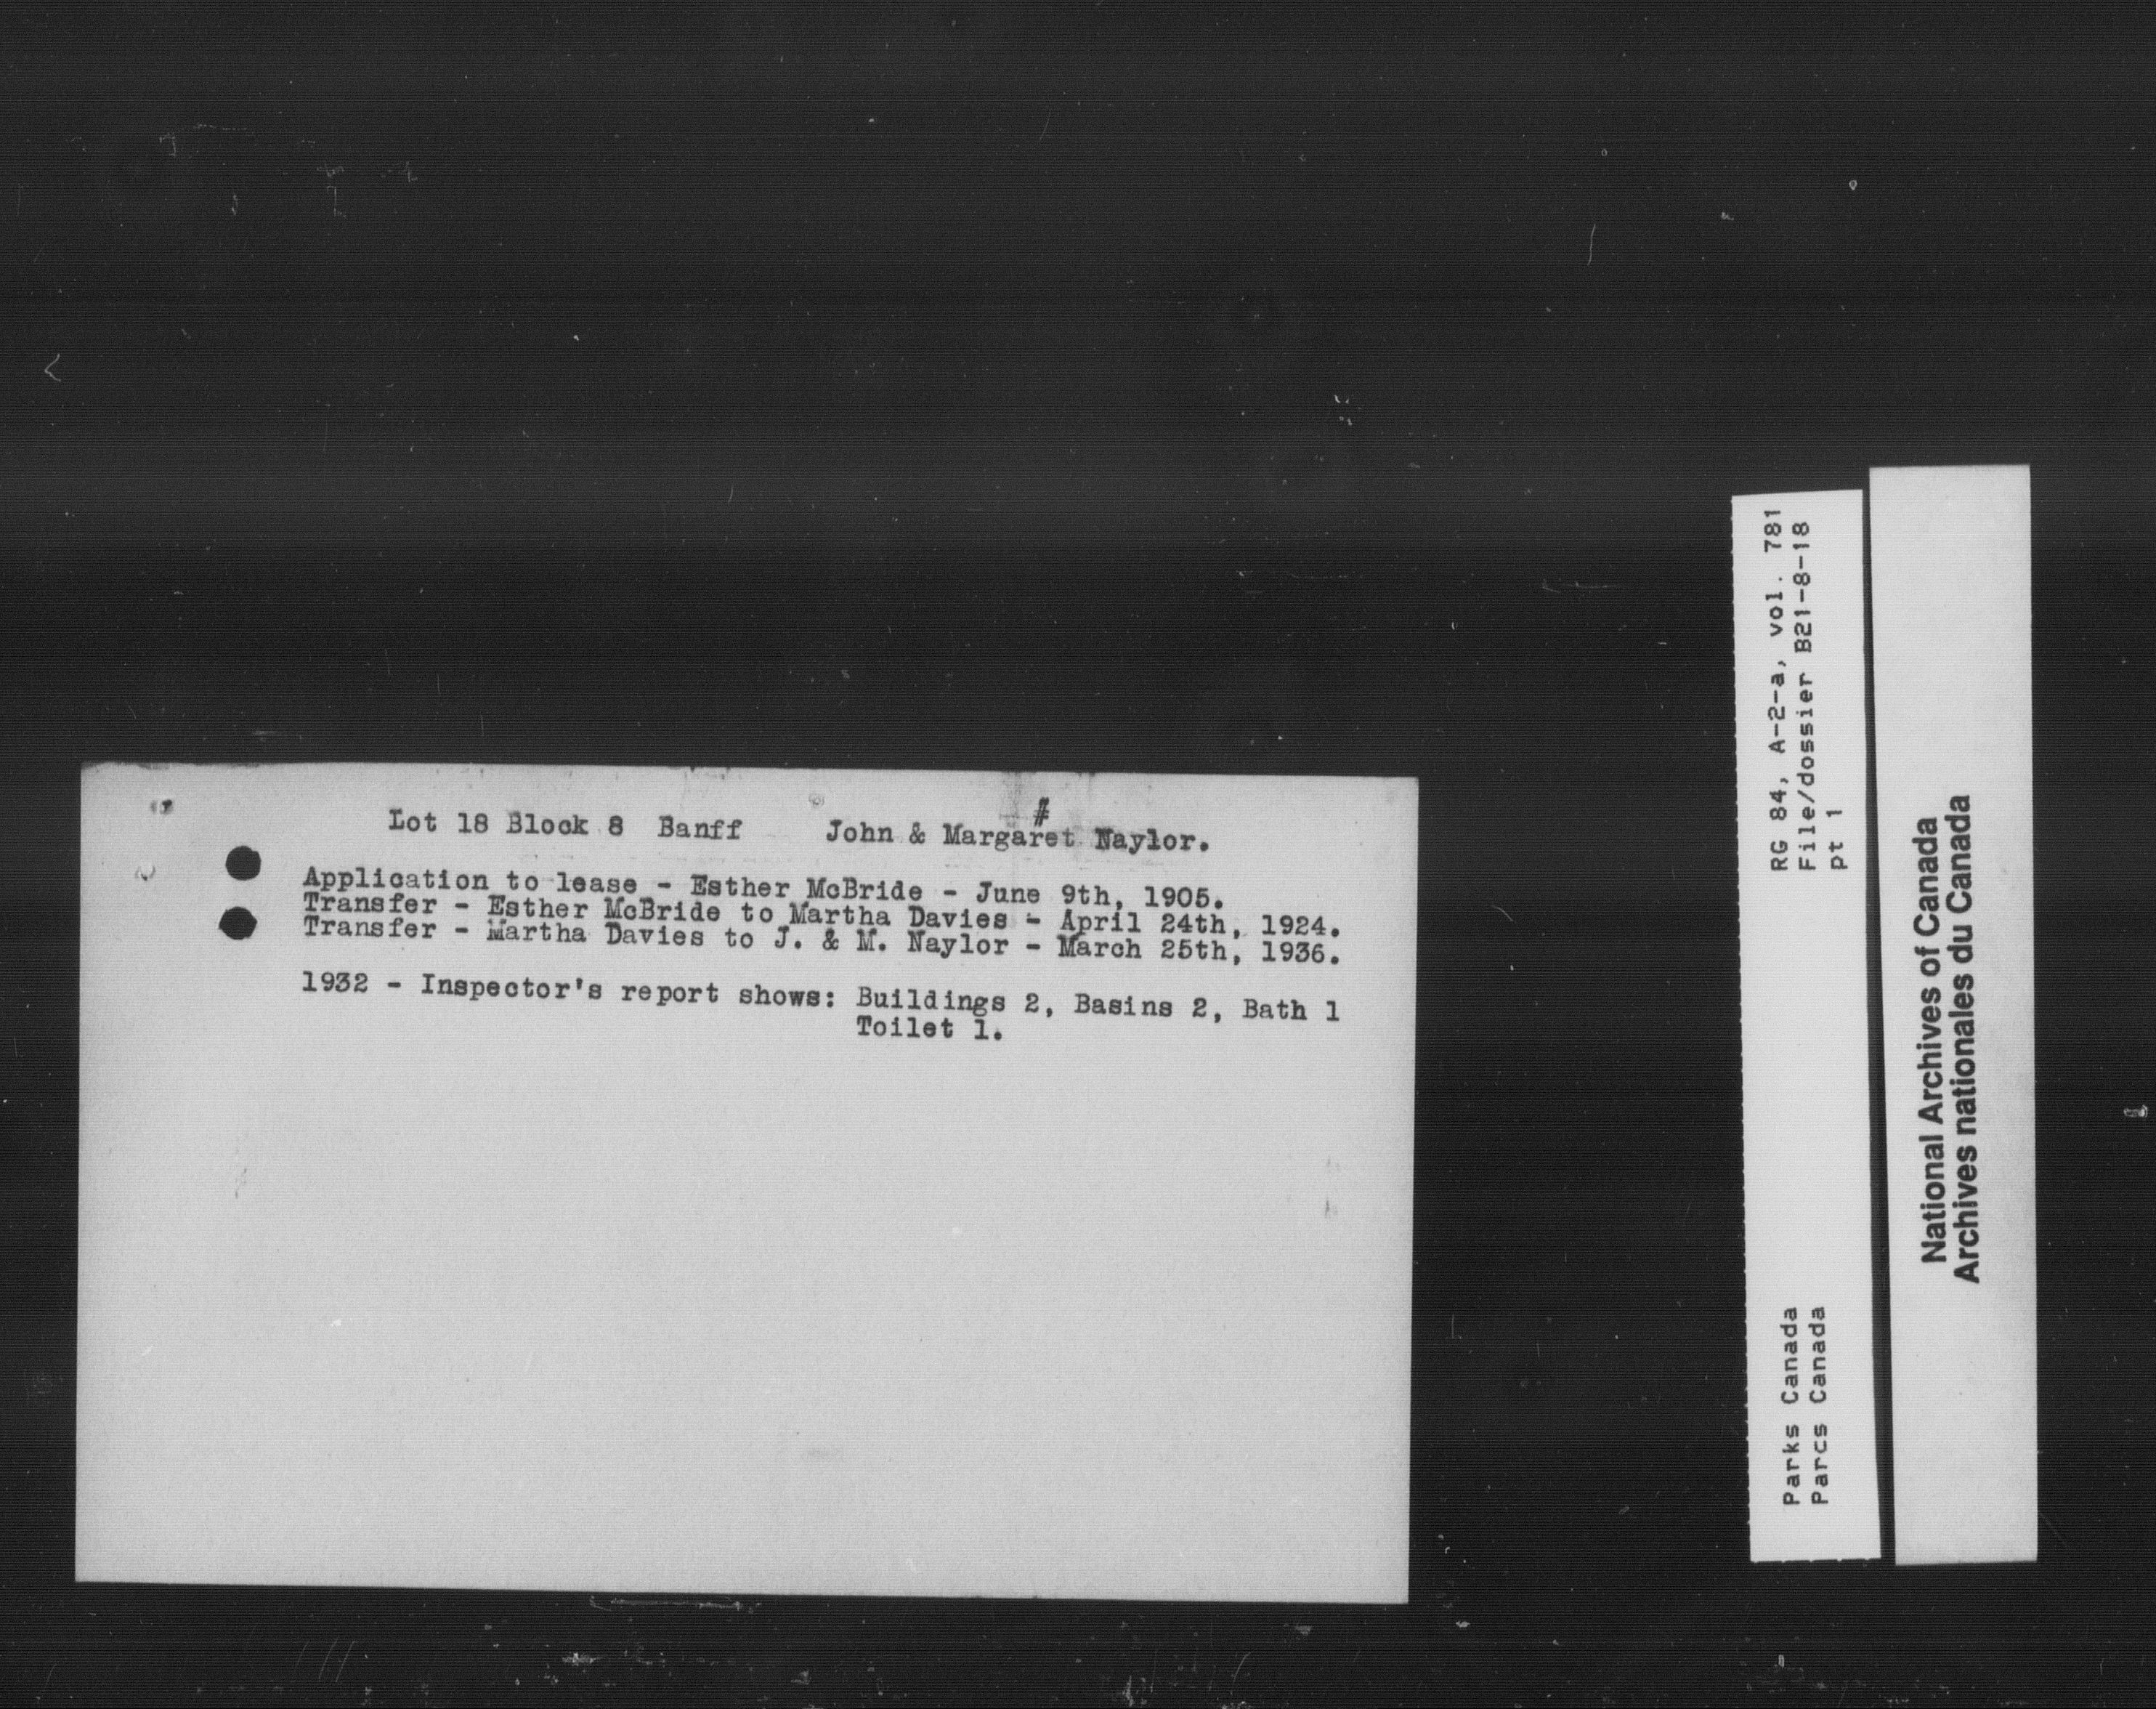 #
Lot 18 Block 8 Banff John & Margaret Naylor.
Application to lease - Esther McBride - June 9th, 1905.
Transfer - Esther McBride to Martha Davies - April 24th, 1924.
Transfer - Martha Davies to J. & M. Naylor - March 25th, 1936.
1932 - Inspector's report shows: Buildings 2, Basins 2, Bath 1
Toilet 1.
RG 84, A-2-a, vol. 781
File/dossier B21-8-18
pt 1
Parks Canada
Parcs Canada
National Archives of Canada
Archives nationales du Canada